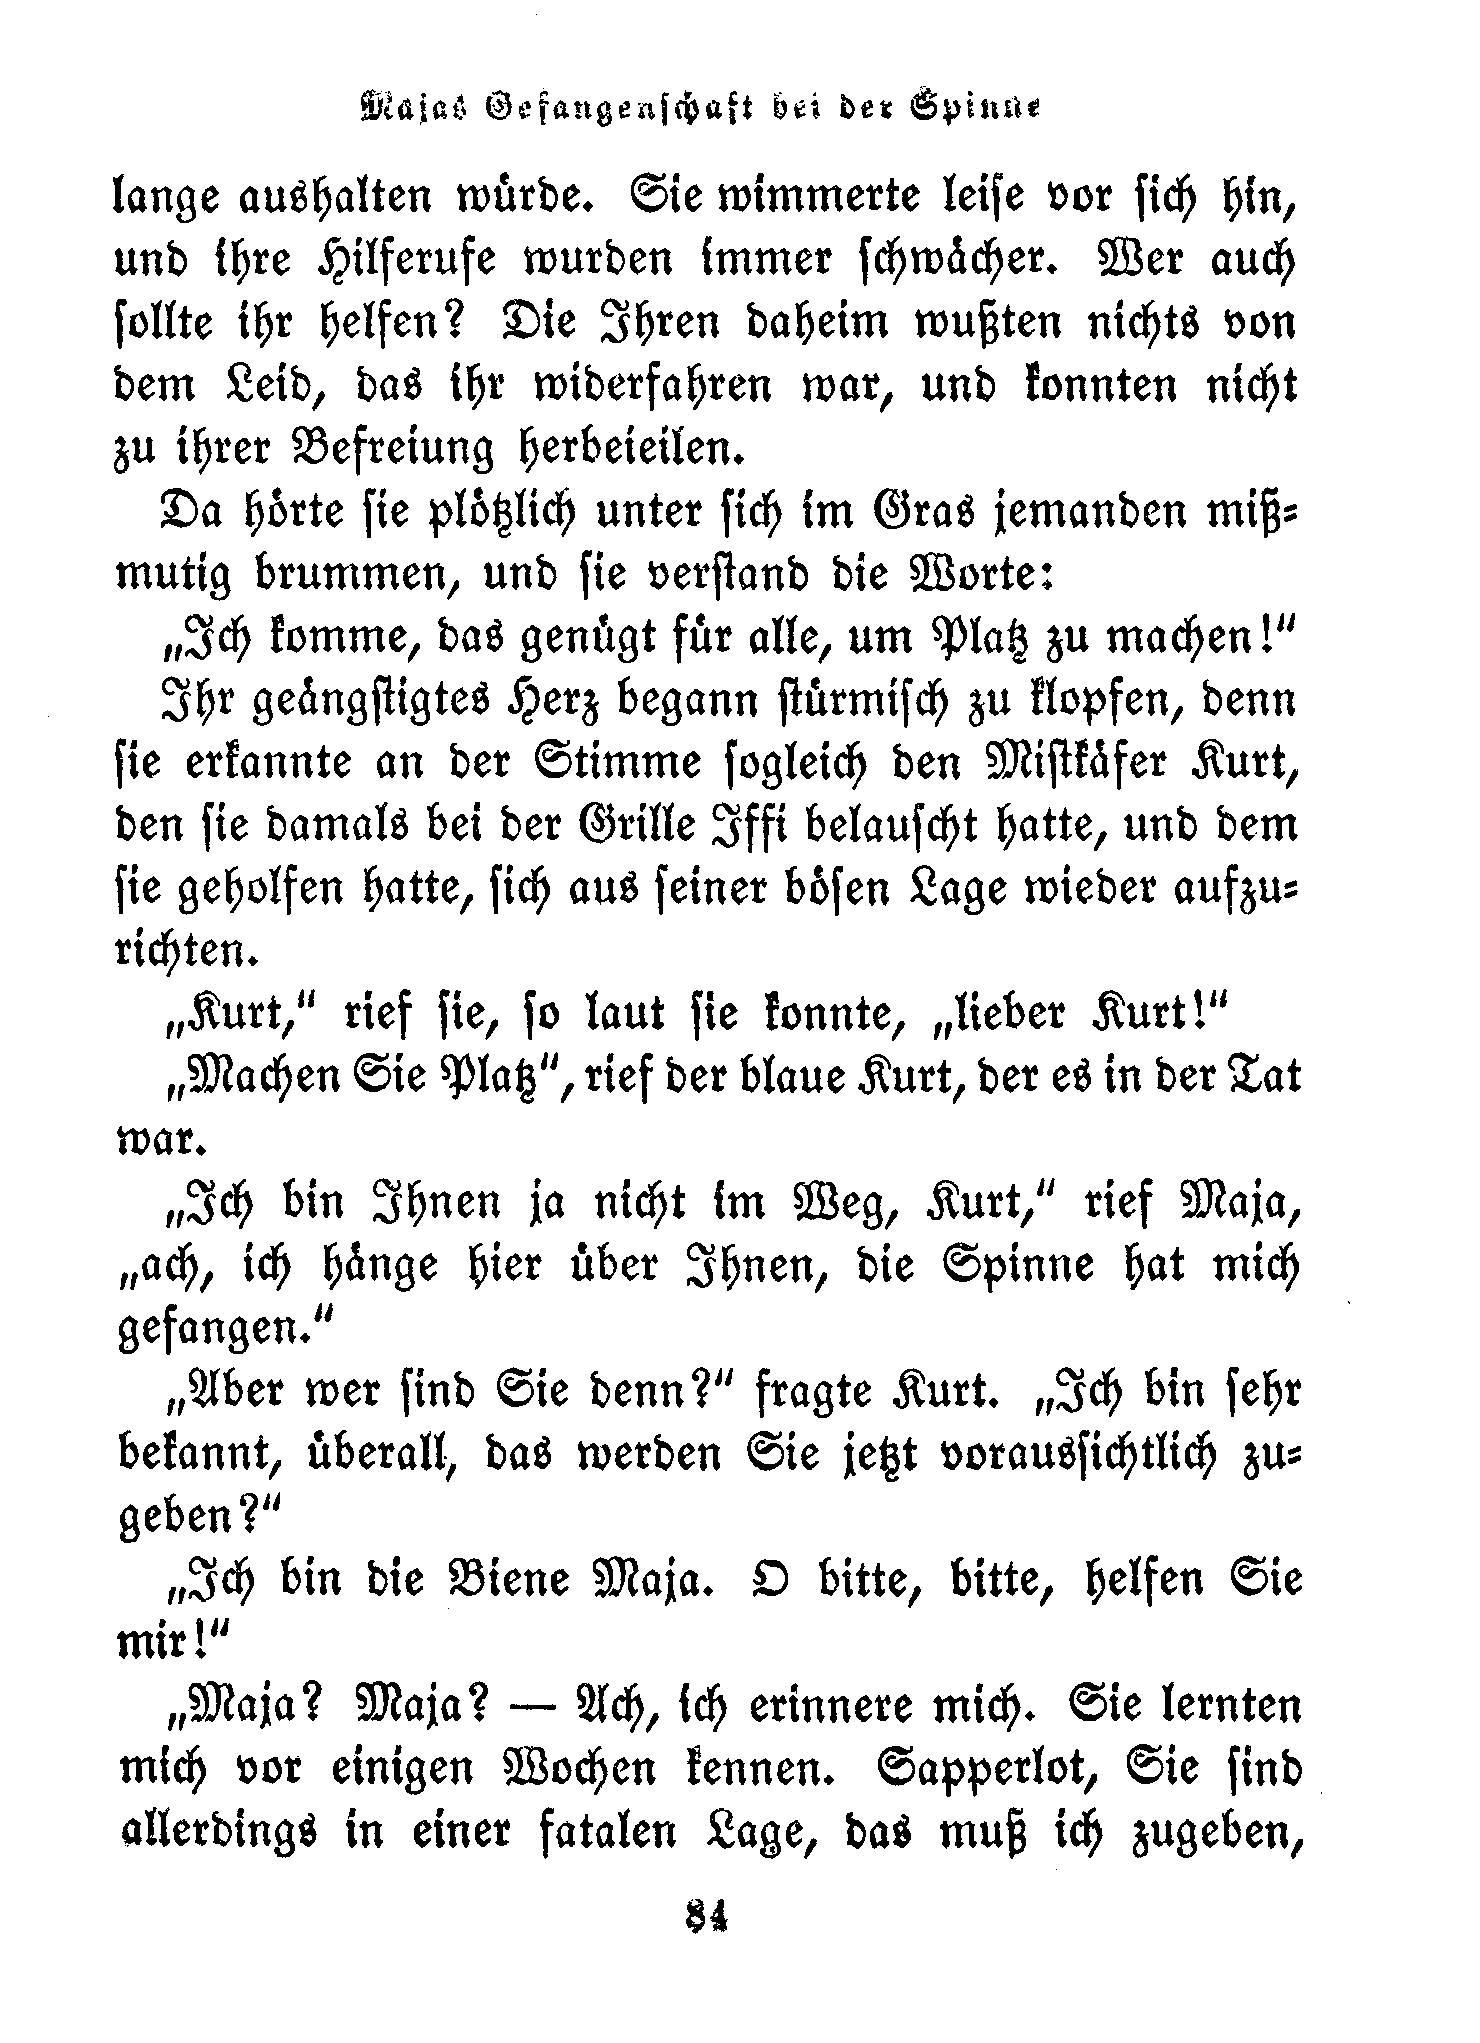 Majas Gefangenschaft bei der Spinne
lange aushalten würde. Sie wimmerte leise vor sich hin,
und ihre Hilferufe wurden immer schwächer. Wer auch
sollte ihr helfen? Die Ihren daheim wußten nichts von
dem Leid, das ihr widerfahren war, und konnten nicht
zu ihrer Befreiung herbeieilen.
Da hörte sie plötzlich unter sich im Gras jemanden miß-
mutig brummen, und sie verstand die Worte:
„Ich komme, das genügt für alle, um Platz zu machen!“
Ihr geängstigtes Herz begann stürmisch zu klopfen, denn
sie erkannte an der Stimme sogleich den Mistkäfer Kurt,
den sie damals bei der Grille Iffi belauscht hatte, und dem
sie geholfen hatte, sich aus seiner bösen Lage wieder aufzu-
richten.
„Kurt,“ rief sie, so laut sie konnte, „lieber Kurt!“
„Machen Sie Platz“, rief der blaue Kurt, der es in der Tat
war.
„Ich bin Ihnen ja nicht im Weg, Kurt,“ rief Maja,
„ach, ich hänge hier über Ihnen, die Spinne hat mich
gefangen.“
„Aber wer sind Sie denn?“ fragte Kurt. „Ich bin sehr
bekannt, überall, das werden Sie jetzt voraussichtlich zu-
geben?“
„Ich bin die Biene Maja. O bitte, bitte, helfen Sie
mir!“
„Maja? Maja? — Ach, ich erinnere mich. Sie lernten
mich vor einigen Wochen kennen. Sapperlot, Sie sind
allerdings in einer fatalen Lage, das muß ich zugeben,
84